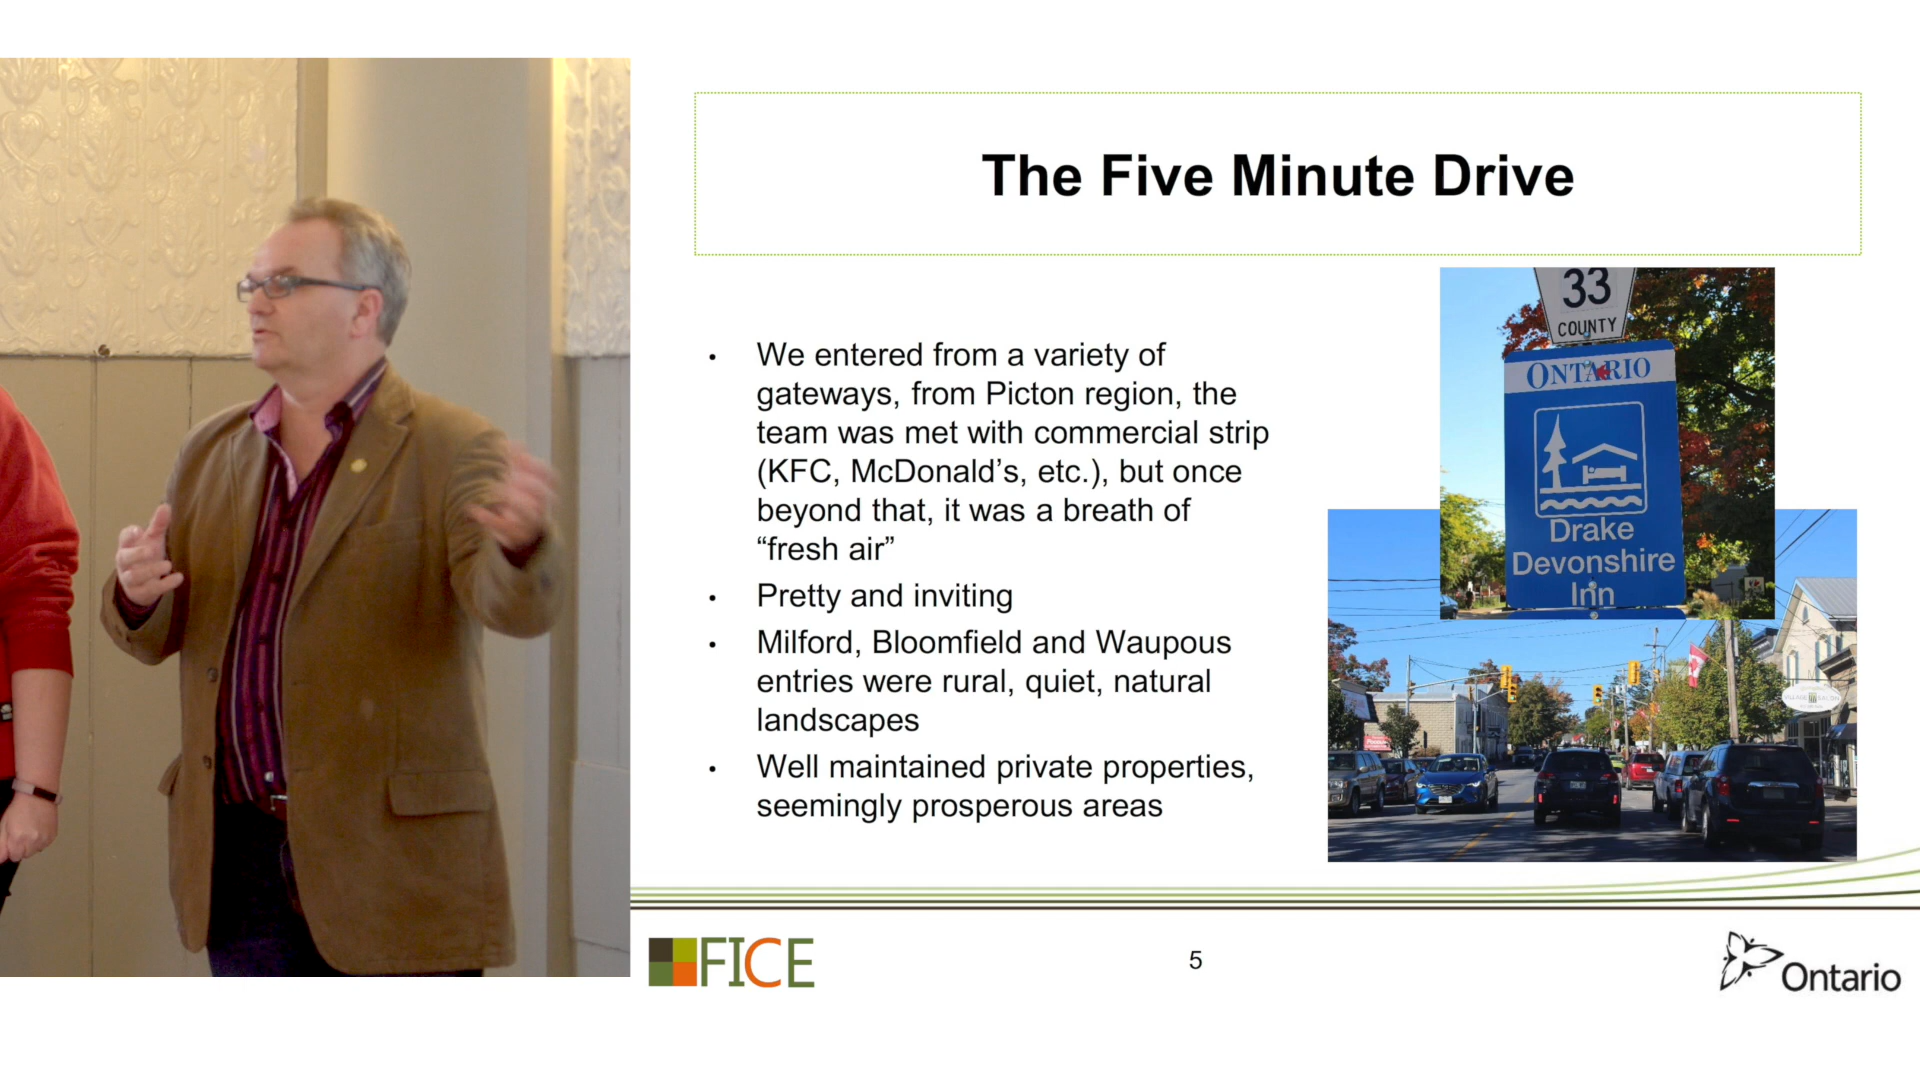 The Five Minute Drive
• We entered from a variety of
gateways, from Picton region, the
team was met with commercial strip
(KFC, McDonald’s, etc.), but once
beyond that, it was a breath of
“fresh air”
• Pretty and inviting
• Milford, Bloomfield and Waupous
entries were rural, quiet, natural
landscapes
• Well maintained private properties,
seemingly prosperous areas
33
COUNTY
ONTARIO
Drake
Devonshire
Inn
FICE
5
Ontario